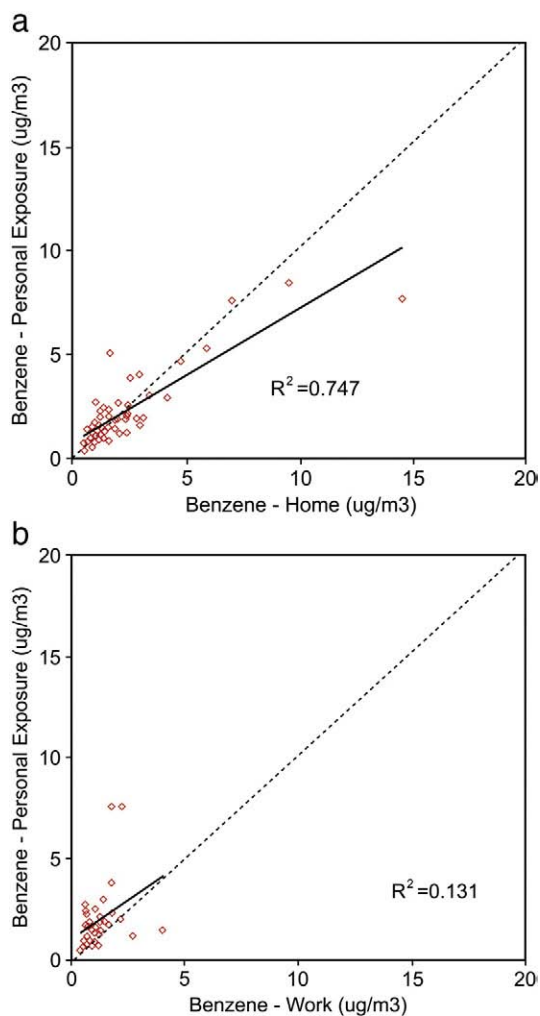 a
20
15
10
5
0
Benzene - Personal Exposure (ug/m3)
R²=0.747
0 5 10 15 20
Benzene - Home (ug/m3)
b
20
15
10
5
0
Benzene - Personal Exposure (ug/m3)
R²=0.131
0 5 10 15 20
Benzene - Work (ug/m3)